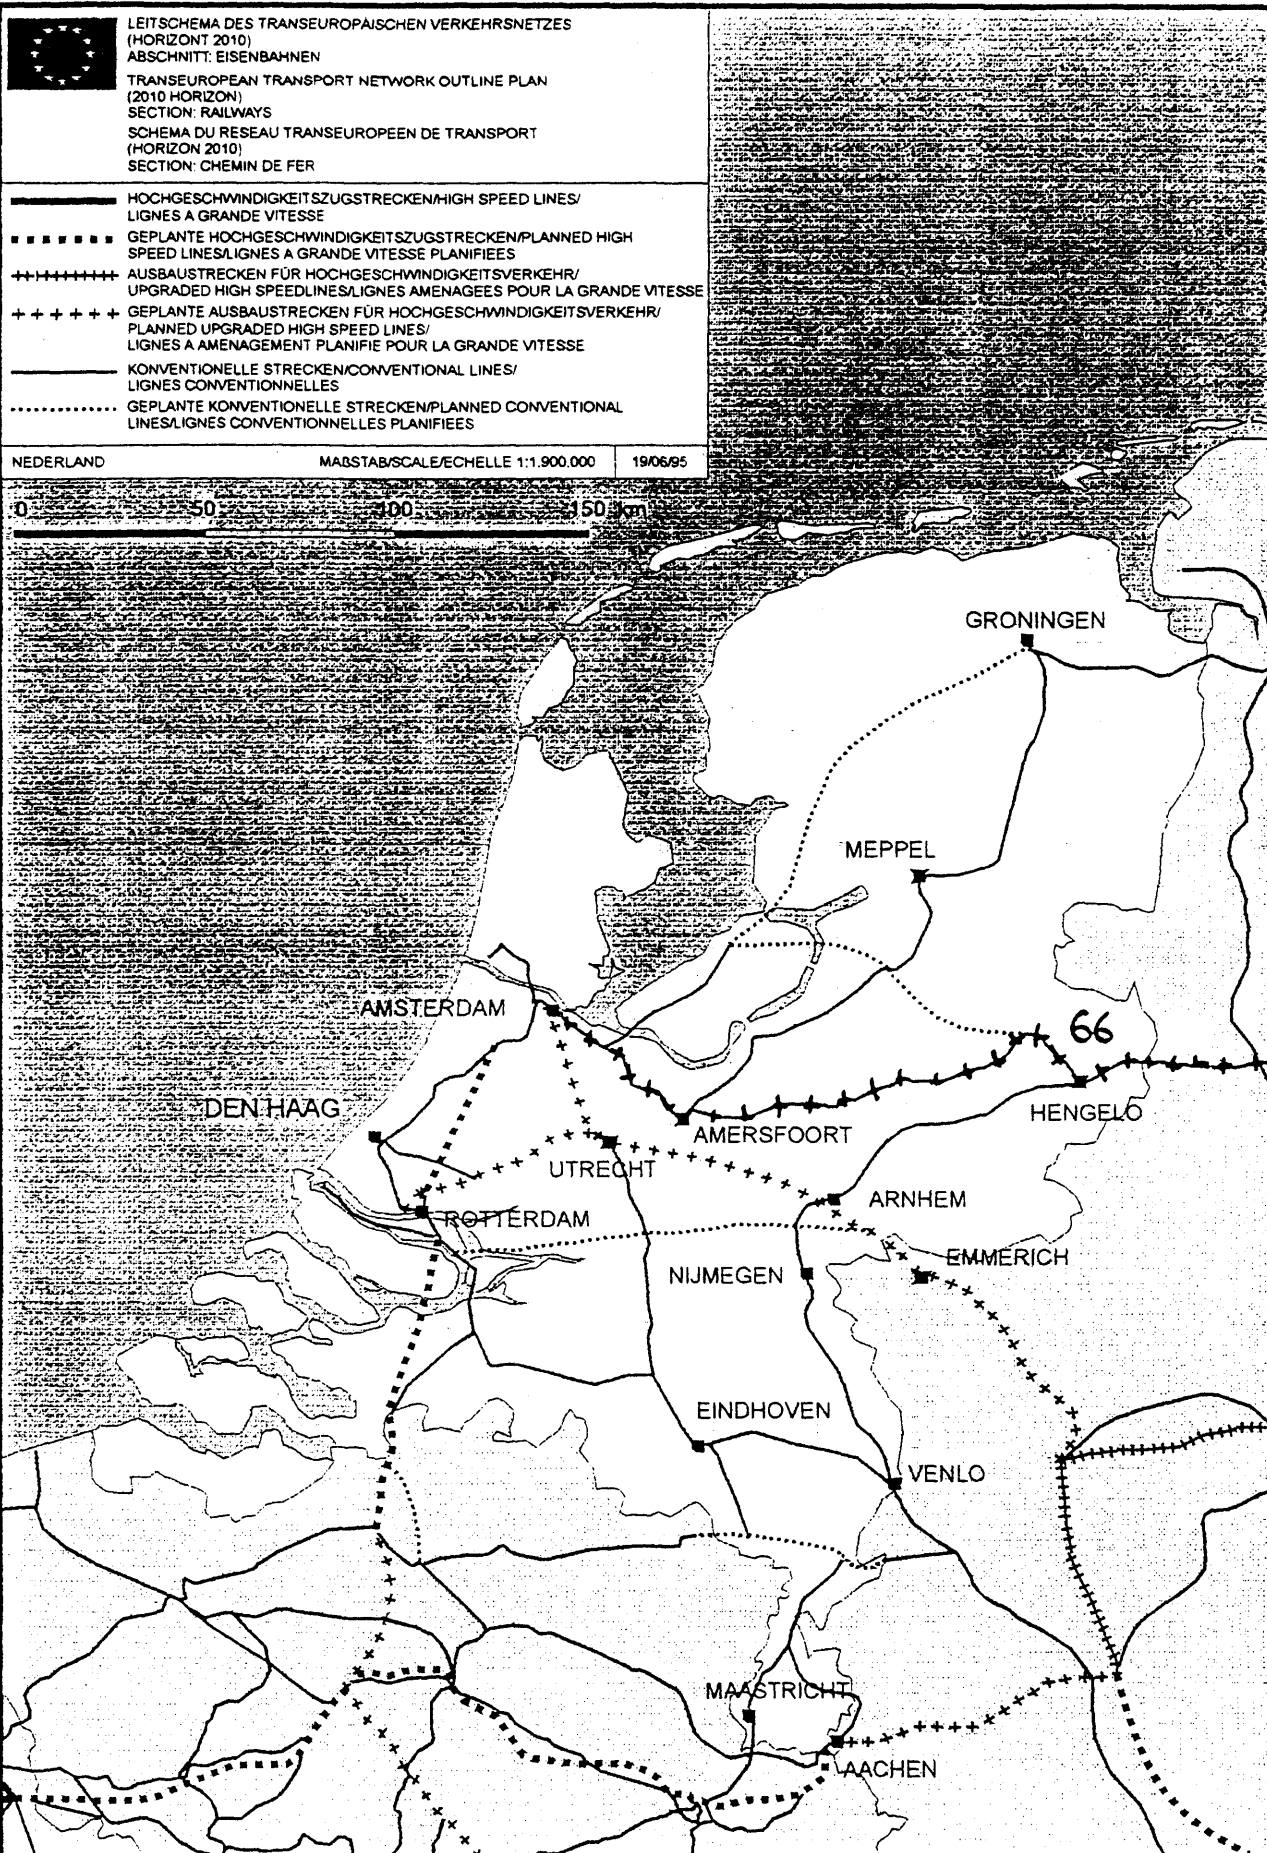 LEITSCHEMA DES TRANSEUROPÄISCHEN VERKEHRSNETZES
(HORIZONT 2010)
ABSCHNITT: EISENBAHNEN
TRANSEUROPEAN TRANSPORT NETWORK OUTLINE PLAN
(2010 HORIZON)
SECTION: RAILWAYS
SCHEMA DU RESEAU TRANSEUROPEEN DE TRANSPORT
(HORIZON 2010)
SECTION: CHEMIN DE FER
HOCHGESCHWINDIGKEITSZUGSTRECKEN/HIGH SPEED LINES/
LIGNES A GRANDE VITESSE
GEPLANTE HOCHGESCHWINDIGKEITSZUGSTRECKEN/PLANNED HIGH
SPEED LINES/LIGNES A GRANDE VITESSE PLANIFIEES
AUSBAUSTRECKEN FÜR HOCHGESCHWINDIGKEITSVERKEHR/
UPGRADED HIGH SPEEDLINES/LIGNES AMENAGEES POUR LA GRANDE VITESSE
GEPLANTE AUSBAUSTRECKEN FÜR HOCHGESCHWINDIGKEITSVERKEHR/
PLANNED UPGRADED HIGH SPEED LINES/
LIGNES A AMENAGEMENT PLANIFIE POUR LA GRANDE VITESSE
KONVENTIONELLE STRECKEN/CONVENTIONAL LINES/
LIGNES CONVENTIONNELLES
GEPLANTE KONVENTIONELLE STRECKEN/PLANNED CONVENTIONAL
LINES/LIGNES CONVENTIONNELLES PLANIFIEES
NEDERLAND MAßSTAB/SCALE/ECHELLE 1:1.900.000 19/06/95
0 50 100 150 km
GRONINGEN
MEPPEL
AMSTERDAM
66
DEN HAAG
HENGELO
AMERSFOORT
UTRECHT
ARNHEM
ROTTERDAM
EMMERICH
NIJMEGEN
EINDHOVEN
VENLO
MAASTRICHT
AACHEN